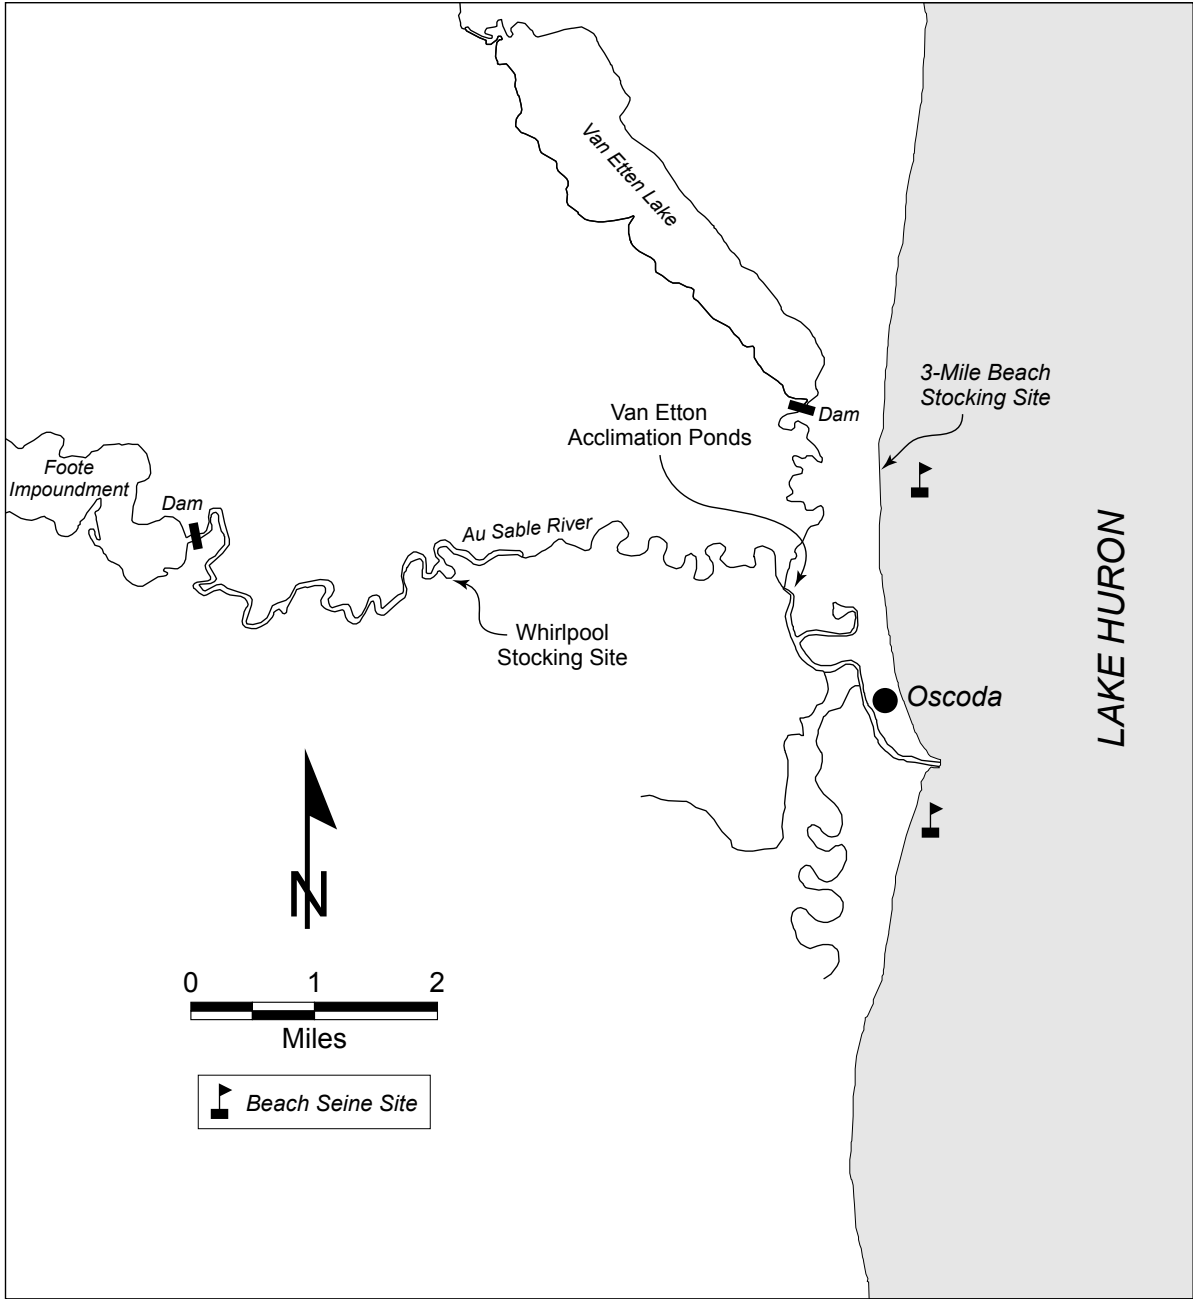 Van Etten Lake
3-Mile Beach
Stocking Site
Van Etton
Acclimation Ponds
Dam
Foote
Impoundment
Dam
Au Sable River
Whirlpool
Stocking Site
LAKE HURON
Oscoda
N
0 1 2
Miles
Beach Seine Site